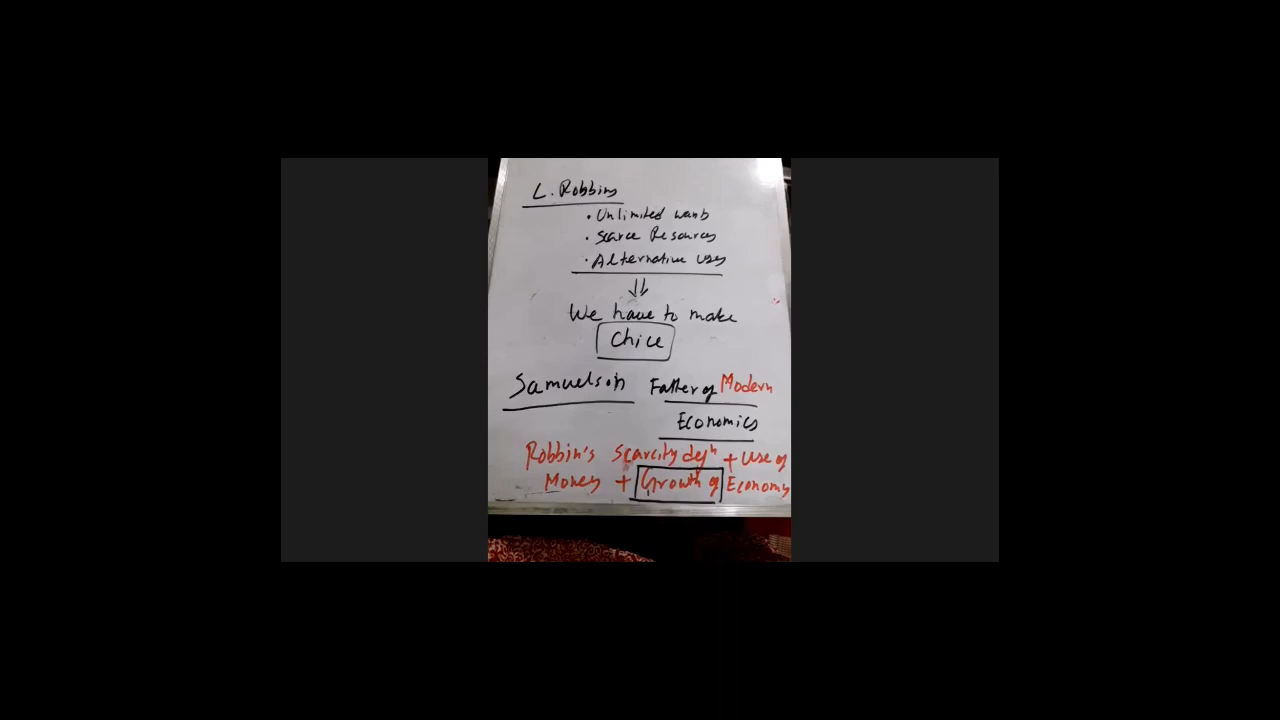 L. Robbins
• Unlimited wants
• Scarce Resources
• Alternative uses
⇓
We have to make
Chice
Samuelson Father of Modern
Economics
Robbin's Scarcity defⁿ + use of
Money + Growth of Economy